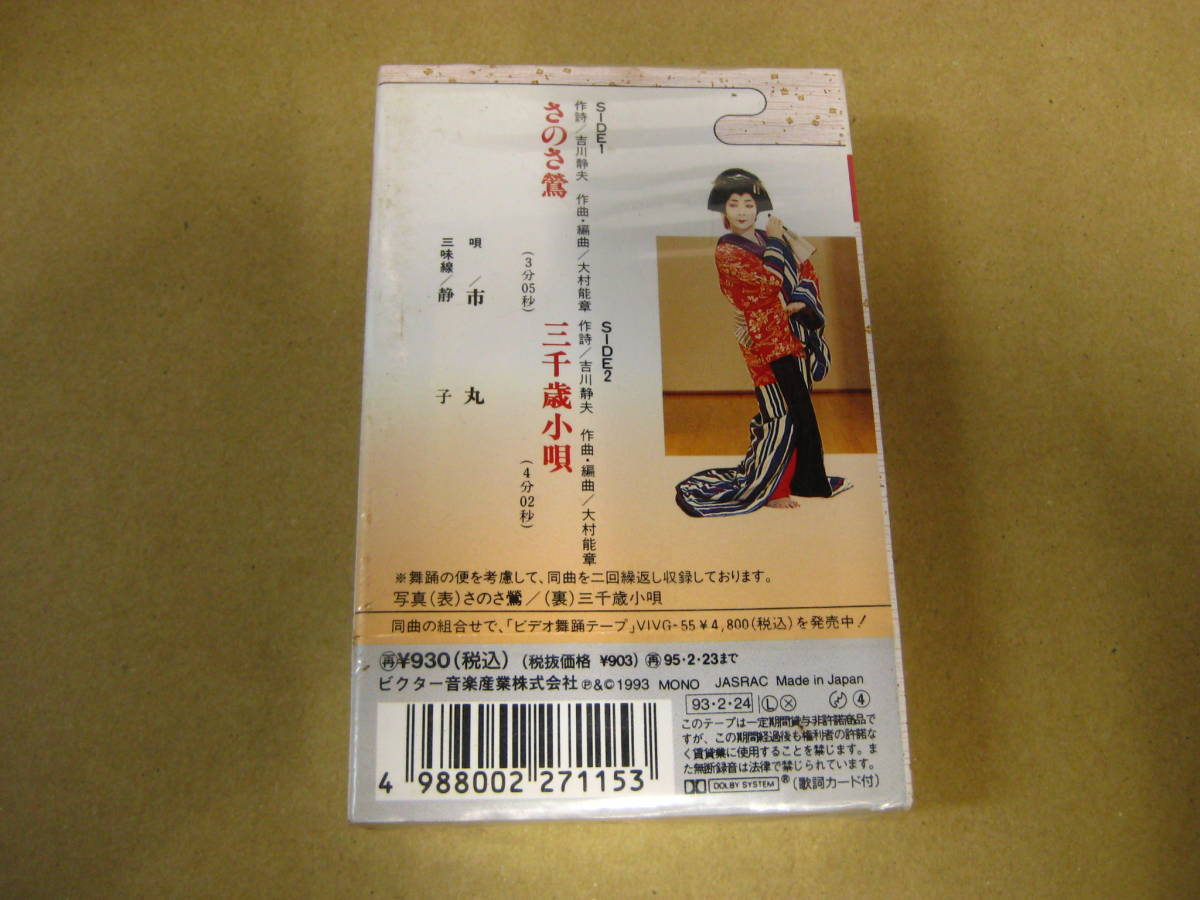 SIDE1
作詩/吉川静夫 作曲・編曲/大村能章
さのさ鶯
(3分05秒)
唄/市丸
三味線/静子
SIDE2
作詩/吉川静夫 作曲・編曲/大村能章
三千歳小唄
(4分02秒)
※舞踊の便を考慮して、同曲を二回繰返し収録しております。
写真(表)さのさ鶯/(裏)三千歳小唄
同曲の組合せで、「ビデオ舞踊テープ」VIVG-55¥4,800(税込)を発売中!
再¥930(税込) (税抜価格 ¥903) 再95・2・23まで
ビクター音楽産業株式会社 ℗&©1993 MONO JASRAC Made in Japan
93・2・24 Ⓛ ⓧ ④
このテープは一定期間貸与非許諾商品で
すが、この期間経過後も権利者の許諾な
く賃貸業に使用することを禁じます。ま
た無断録音は法律で禁じられています。
DOLBY SYSTEM® (歌詞カード付)
4 988002 271153